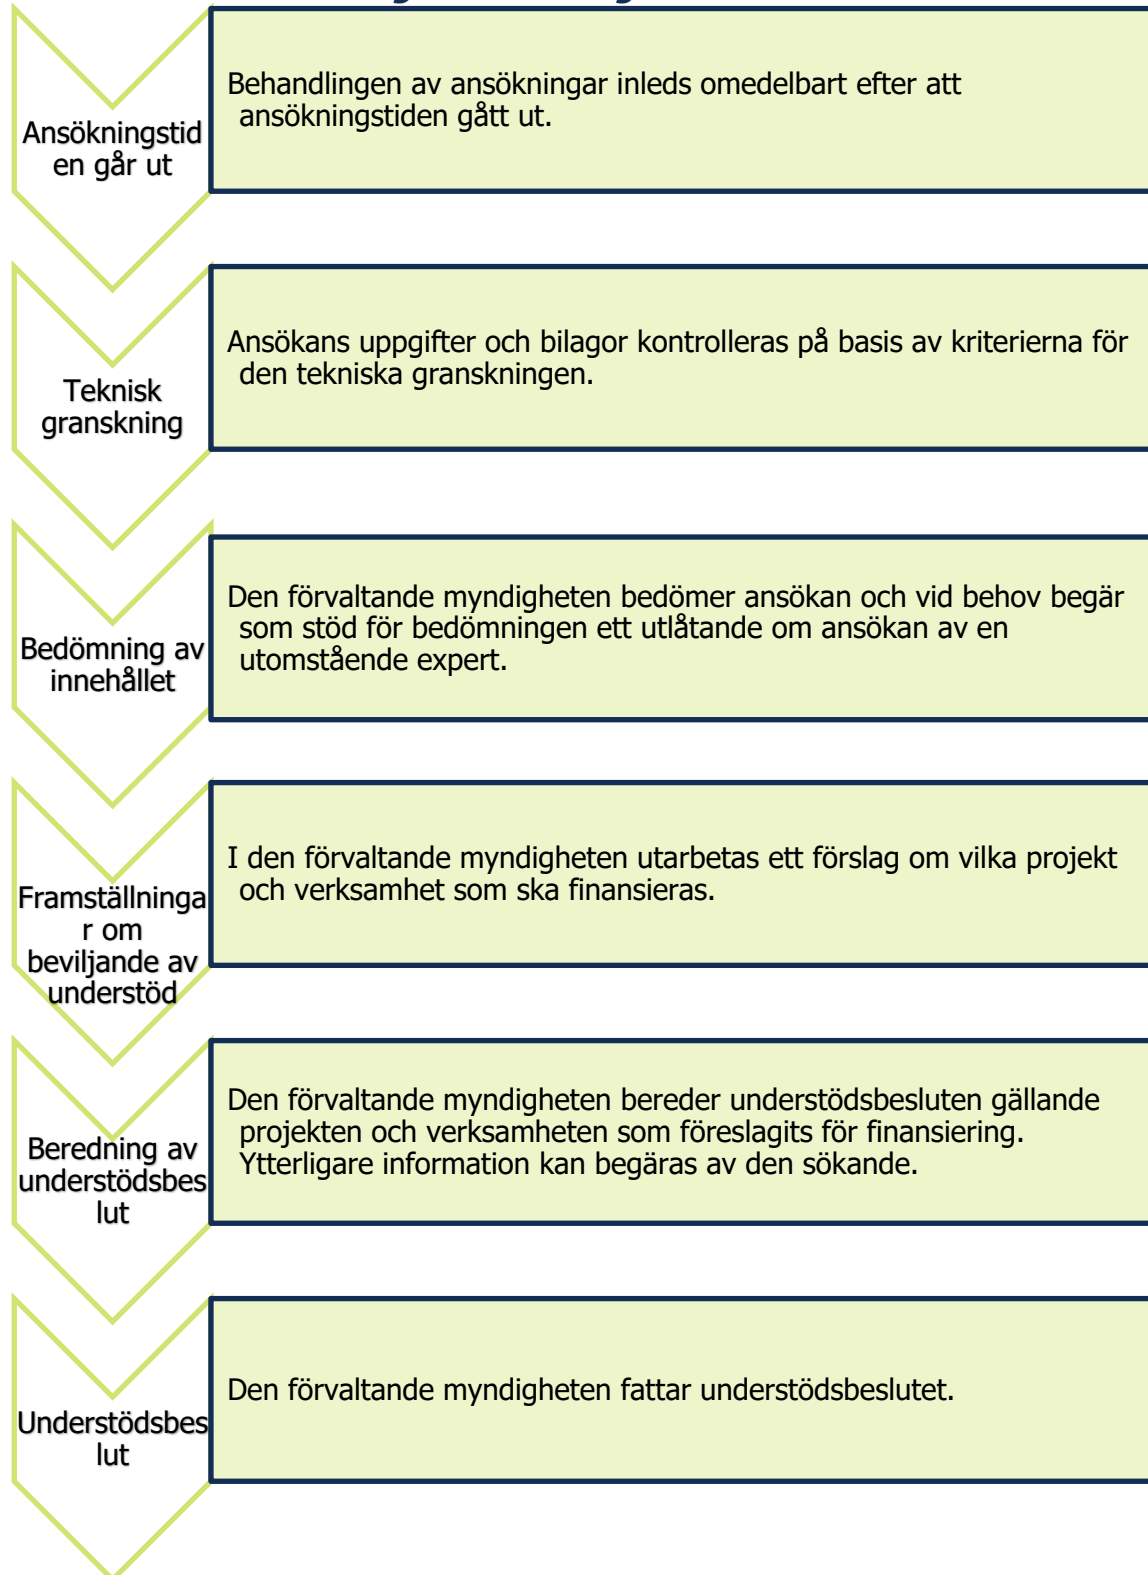 Ansökningstid
en går ut
Behandlingen av ansökningar inleds omedelbart efter att
ansökningstiden gått ut.
Teknisk
granskning
Ansökans uppgifter och bilagor kontrolleras på basis av kriterierna för
den tekniska granskningen.
Bedömning av
innehållet
Den förvaltande myndigheten bedömer ansökan och vid behov begär
som stöd för bedömningen ett utlåtande om ansökan av en
utomstående expert.
Framställninga
r om
beviljande av
understöd
I den förvaltande myndigheten utarbetas ett förslag om vilka projekt
och verksamhet som ska finansieras.
Beredning av
understödsbes
lut
Den förvaltande myndigheten bereder understödsbesluten gällande
projekten och verksamheten som föreslagits för finansiering.
Ytterligare information kan begäras av den sökande.
Understödsbes
lut
Den förvaltande myndigheten fattar understödsbeslutet.